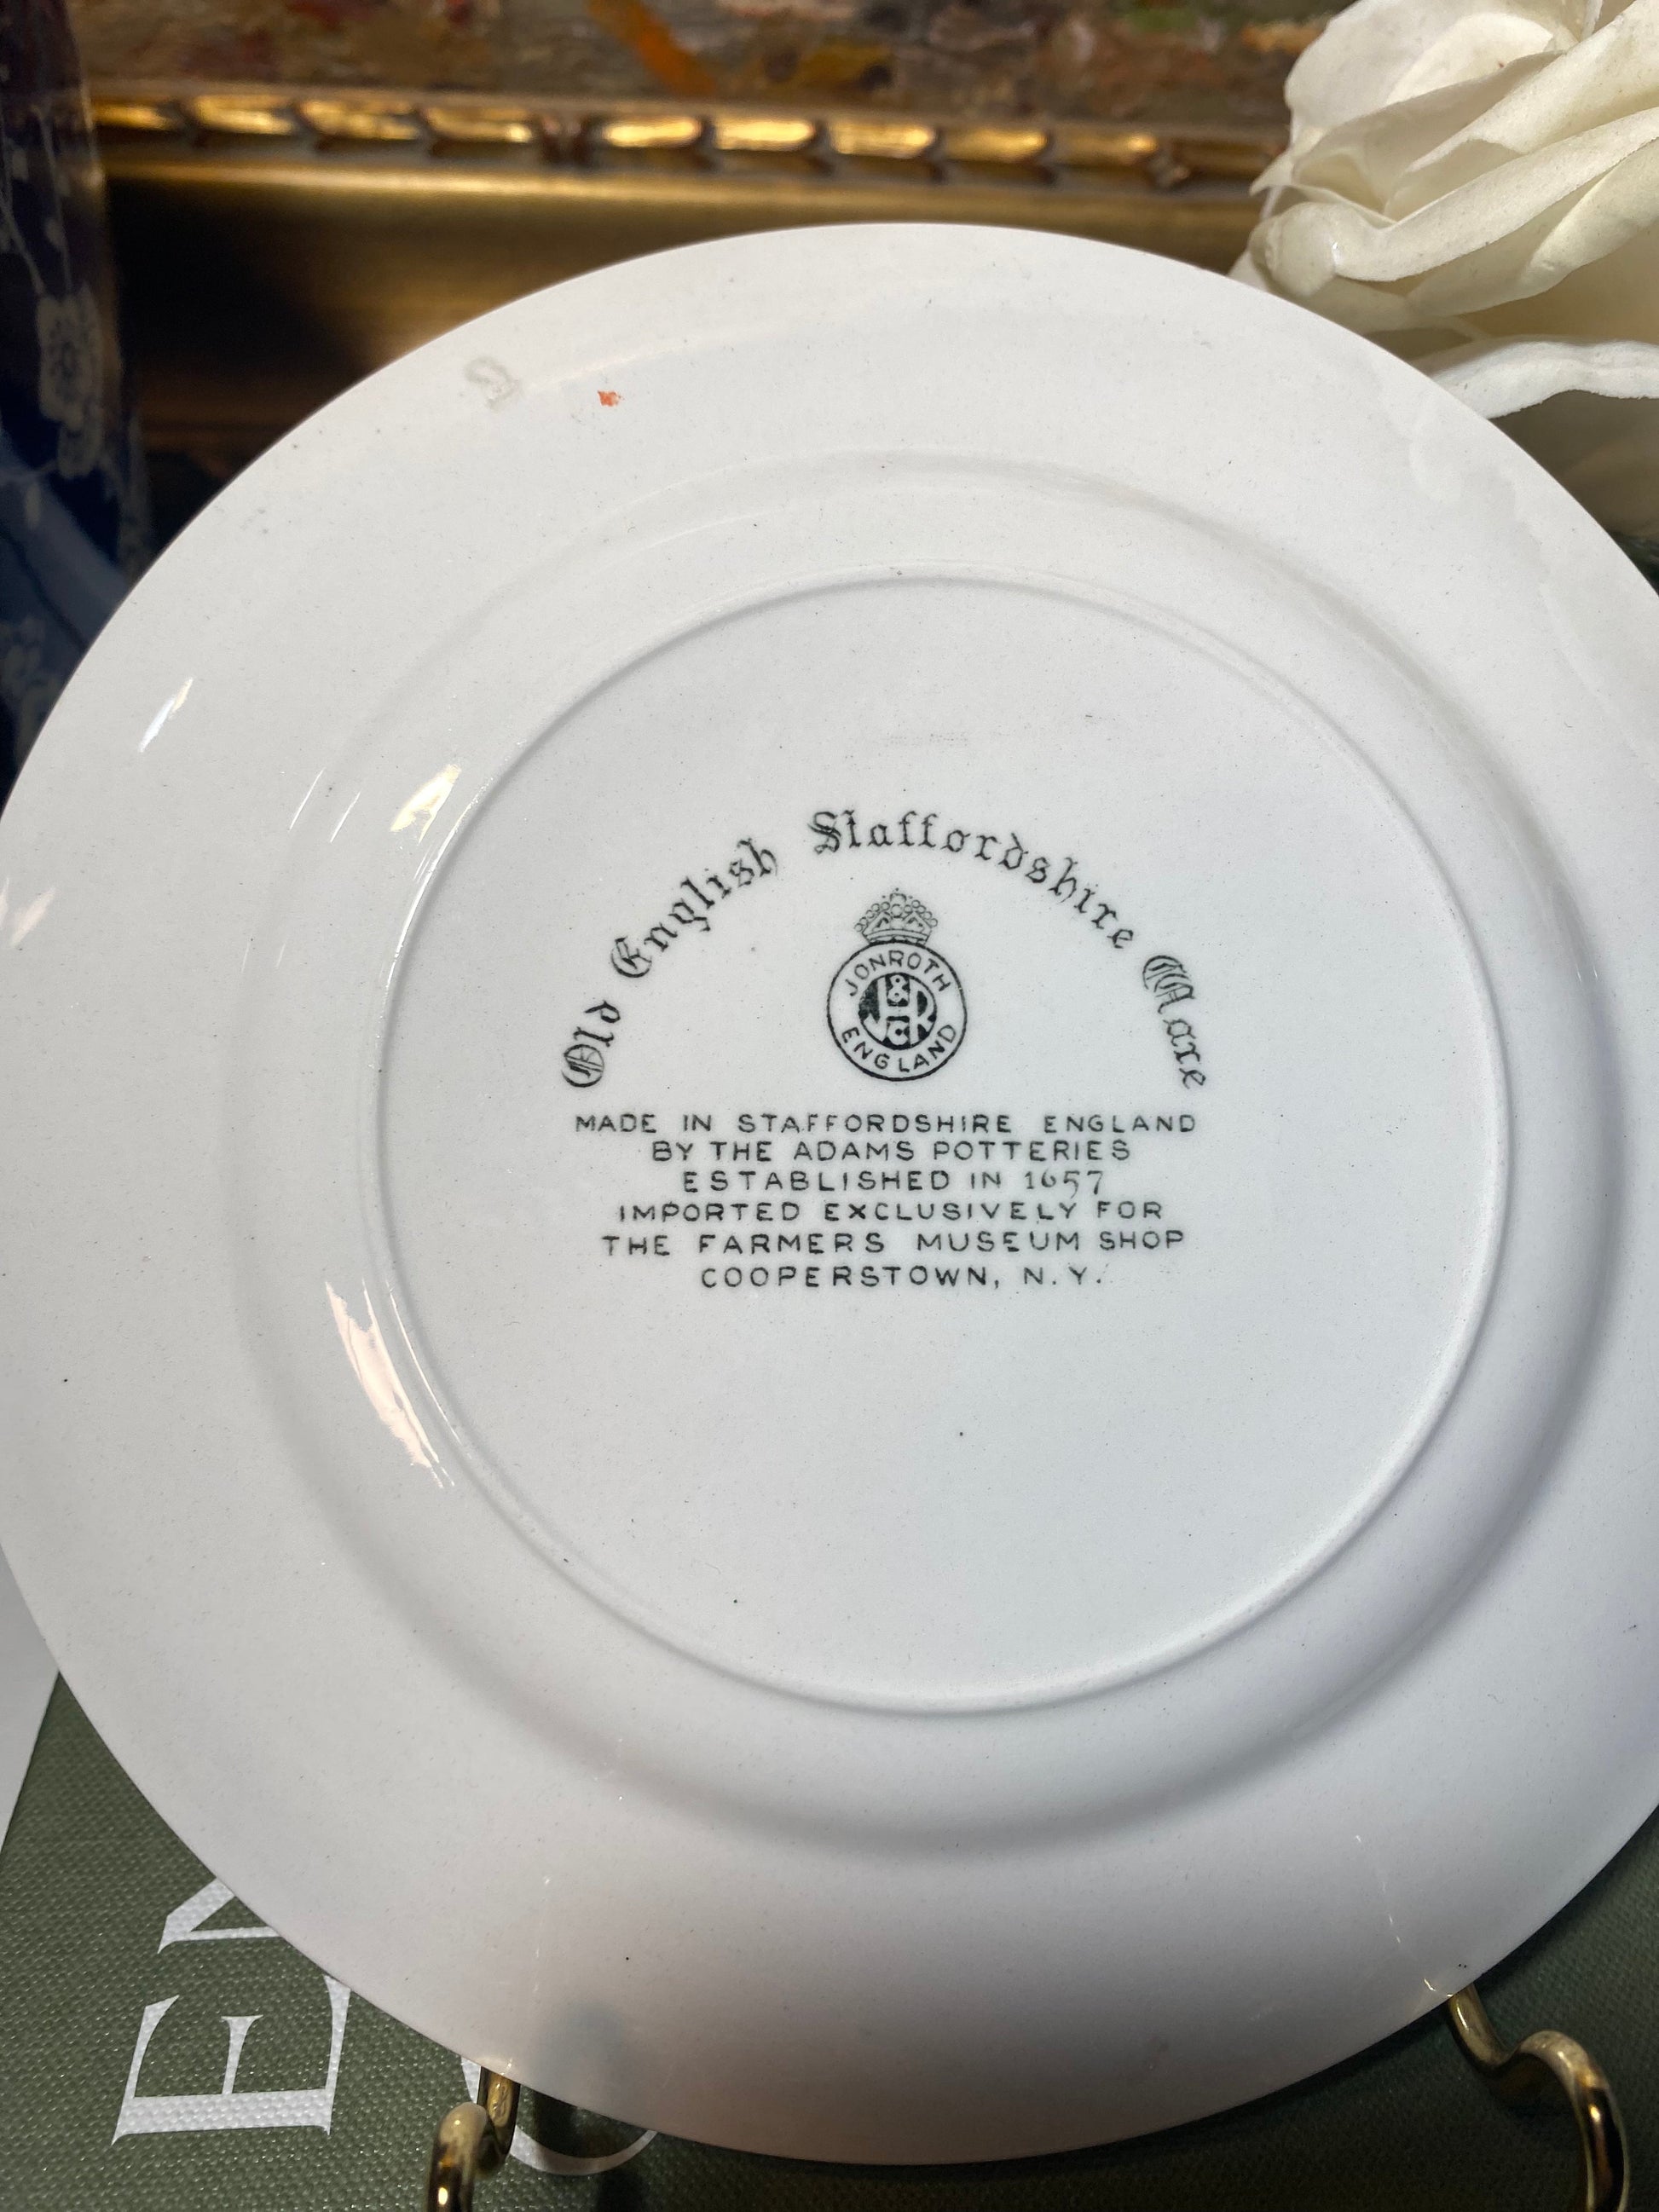 Old English Staffordshire Ware
JONROTH
J & R Co
ENGLAND
MADE IN STAFFORDSHIRE ENGLAND
BY THE ADAMS POTTERIES
ESTABLISHED IN 1657
IMPORTED EXCLUSIVELY FOR
THE FARMERS MUSEUM SHOP
COOPERSTOWN, N.Y.